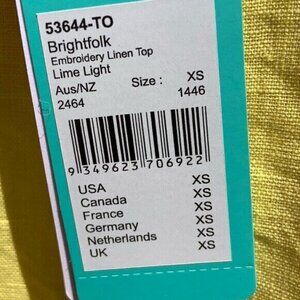 53644-TO
Brightfolk
Embroidery Linen Top
Lime Light
Aus/NZ Size : XS
2464 1446
9 349623 706922
USA XS
Canada XS
France XS
Germany XS
Netherlands XS
UK XS